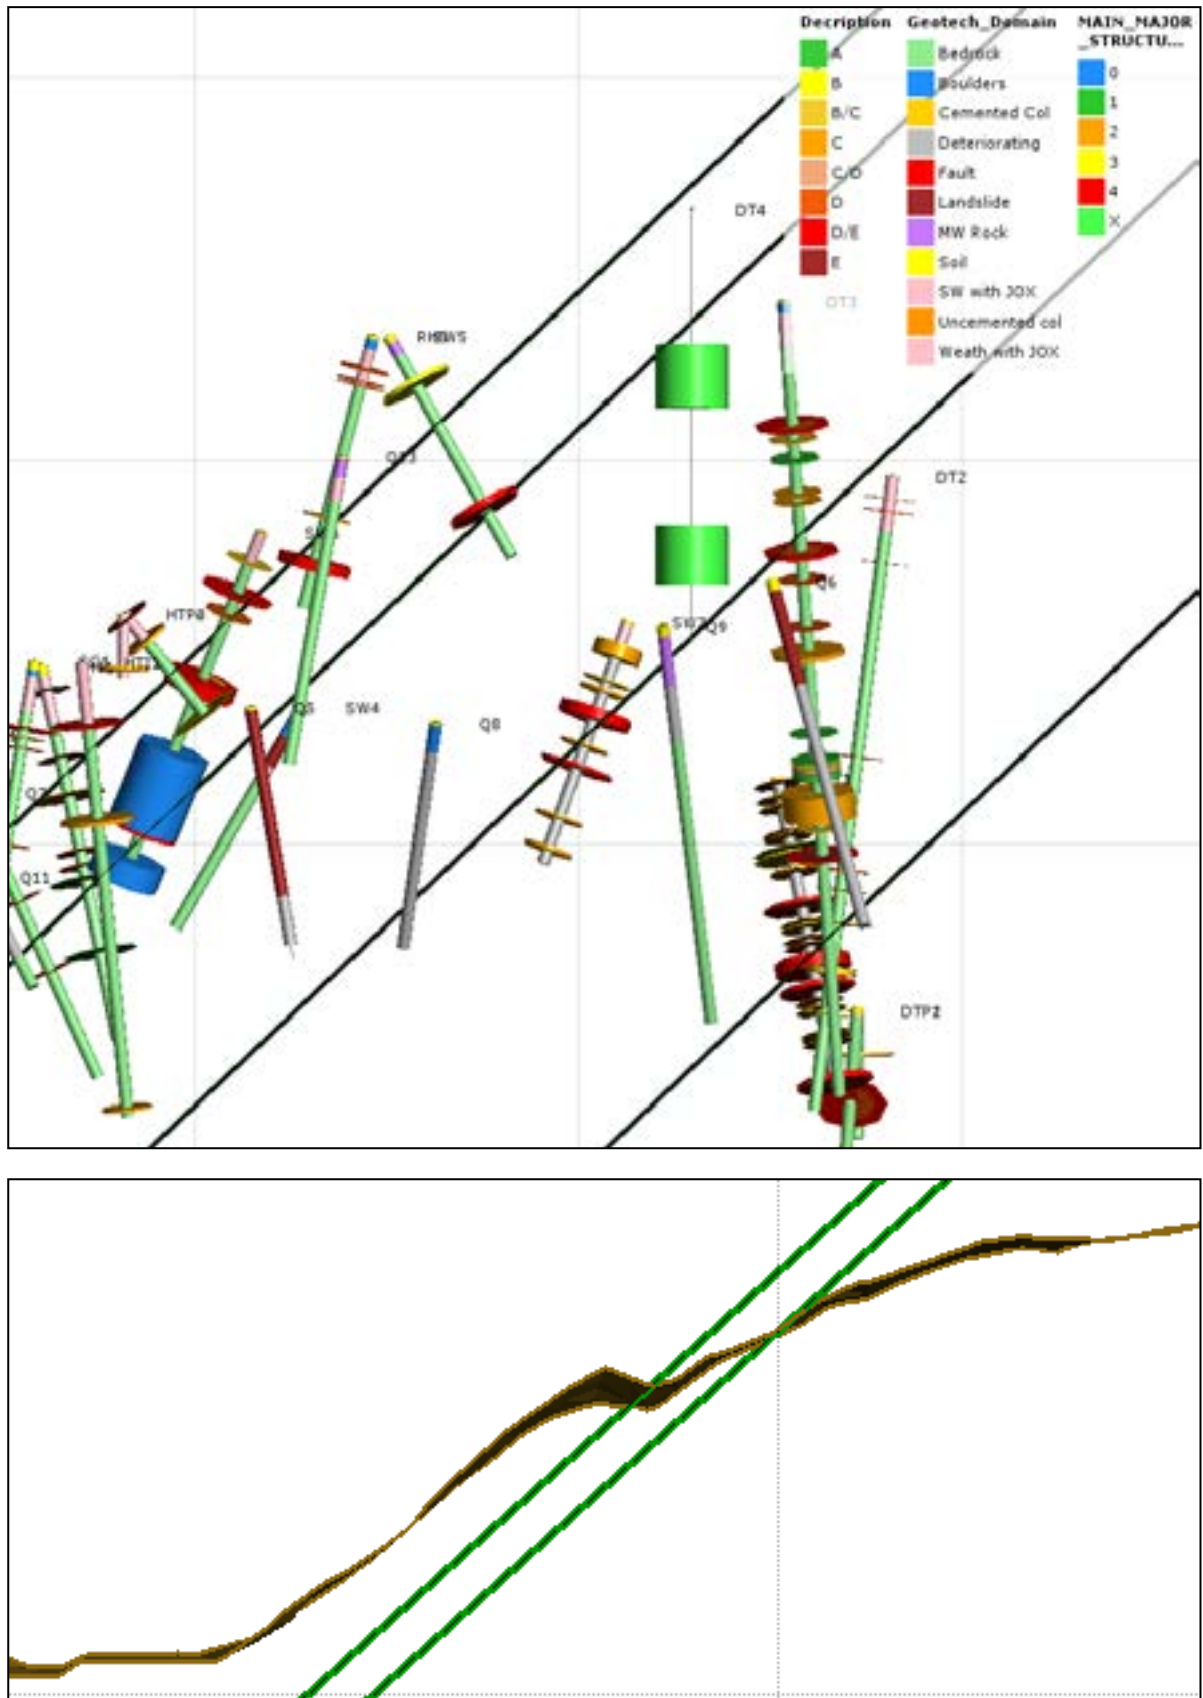 Decription
A
B
B/C
C
C/D
D
D/E
E
Geotech_Domain
Bedrock
Boulders
Cemented Col
Deteriorating
Fault
Landslide
MW Rock
Soil
SW with JOX
Uncemented col
Weath with JOX
MAIN_MAJOR
_STRUCTU...
0
1
2
3
4
X
DT4
DT3
DT2
Q6
Q9
HTP8
Q5
SW4
Q8
Q11